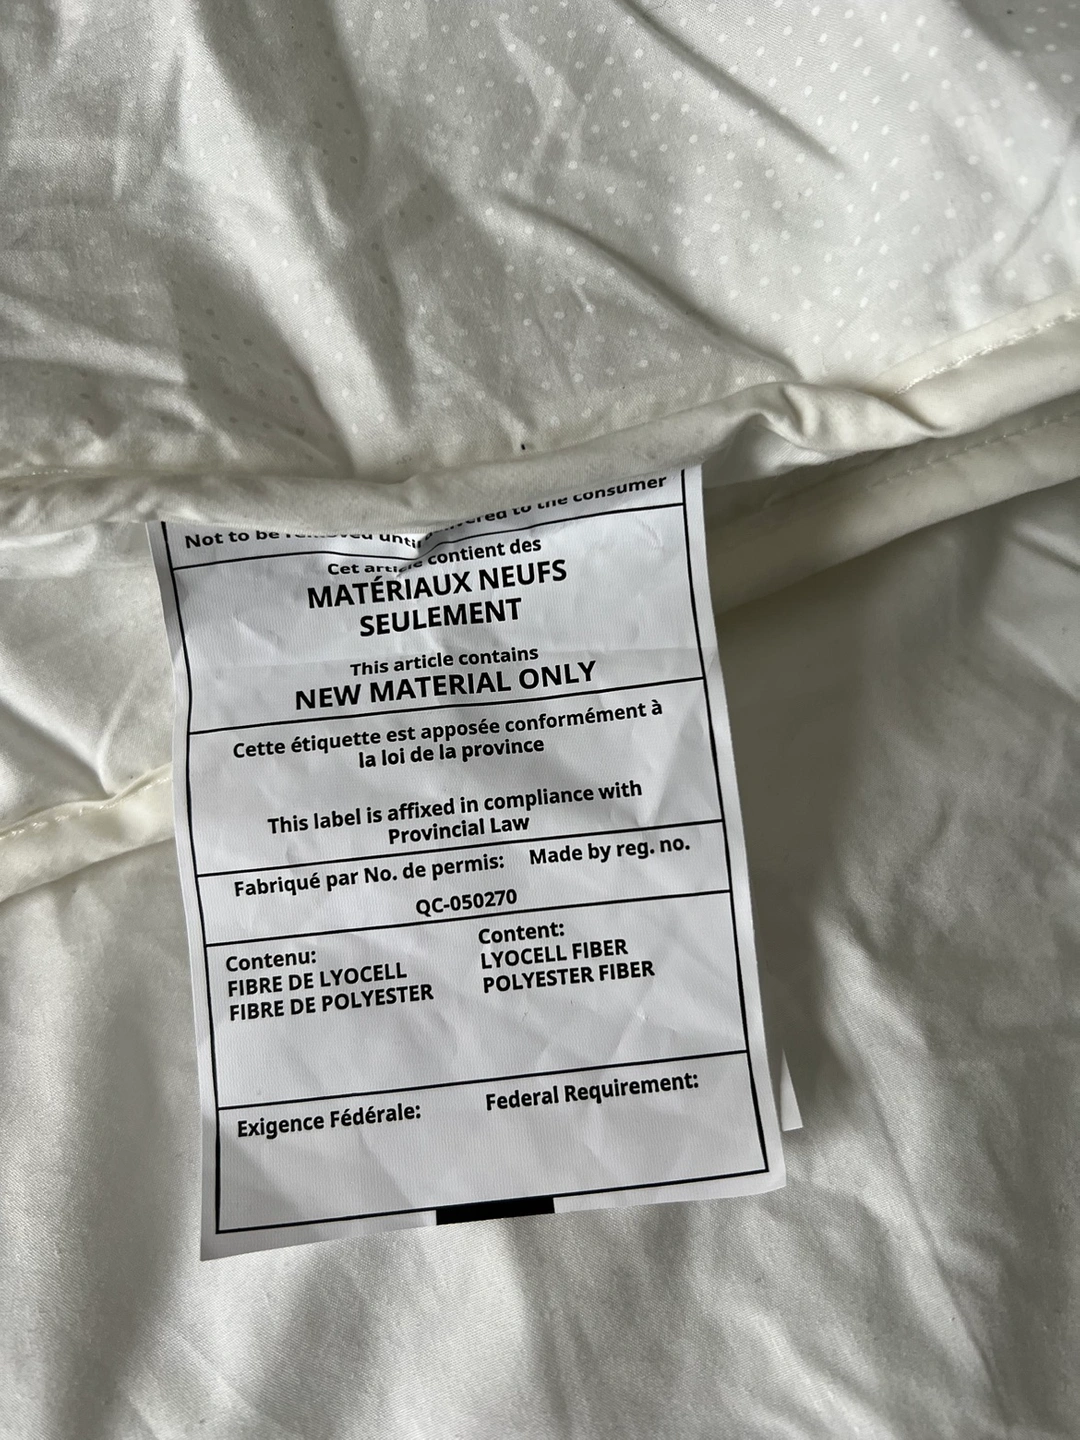 Not to be removed until delivered to the consumer
Cet article contient des
MATÉRIAUX NEUFS
SEULEMENT
This article contains
NEW MATERIAL ONLY
Cette étiquette est apposée conformément à
la loi de la province
This label is affixed in compliance with
Provincial Law
Fabriqué par No. de permis: Made by reg. no.
QC-050270
Contenu:
FIBRE DE LYOCELL
FIBRE DE POLYESTER
Content:
LYOCELL FIBER
POLYESTER FIBER
Exigence Fédérale: Federal Requirement: